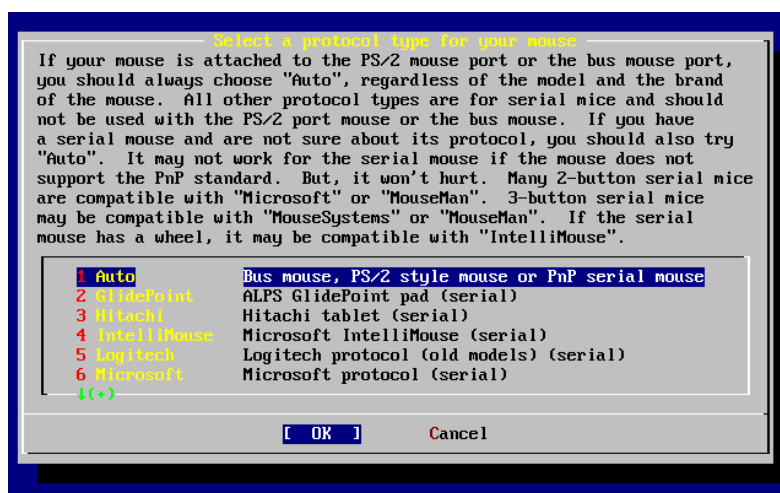 Select a protocol type for your mouse
If your mouse is attached to the PS/2 mouse port or the bus mouse port,
you should always choose "Auto", regardless of the model and the brand
of the mouse.  All other protocol types are for serial mice and should
not be used with the PS/2 port mouse or the bus mouse.  If you have
a serial mouse and are not sure about its protocol, you should also try
"Auto".  It may not work for the serial mouse if the mouse does not
support the PnP standard.  But, it won't hurt.  Many 2-button serial mice
are compatible with "Microsoft" or "MouseMan".  3-button serial mice
may be compatible with "MouseSystems" or "MouseMan".  If the serial
mouse has a wheel, it may be compatible with "IntelliMouse".
1 Auto Bus mouse, PS/2 style mouse or PnP serial mouse
2 GlidePoint ALPS GlidePoint pad (serial)
3 Hitachi Hitachi tablet (serial)
4 IntelliMouse Microsoft IntelliMouse (serial)
5 Logitech Logitech protocol (old models) (serial)
6 Microsoft Microsoft protocol (serial)
↓(+)
[  OK  ] Cancel